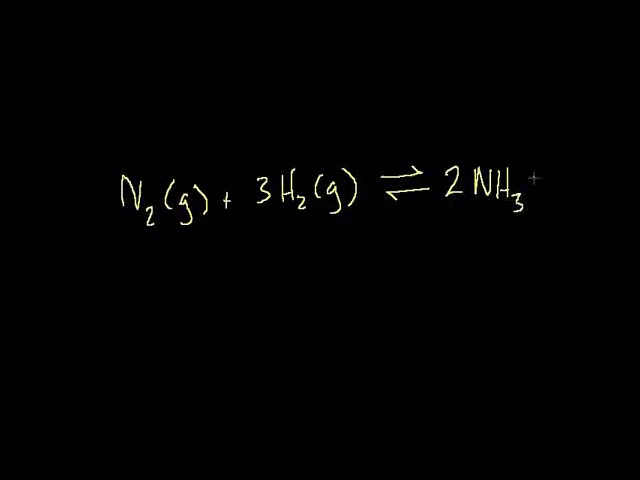 N₂(g) + 3H₂(g) ⇌ 2NH₃